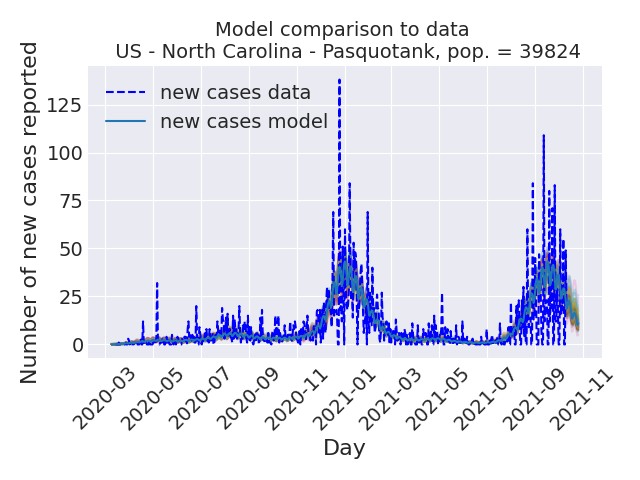 Model comparison to data
US - North Carolina - Pasquotank, pop. = 39824
Number of new cases reported
125
100
75
50
25
0
new cases data
new cases model
2020-03
2020-05
2020-07
2020-09
2020-11
2021-01
2021-03
2021-05
2021-07
2021-09
2021-11
Day